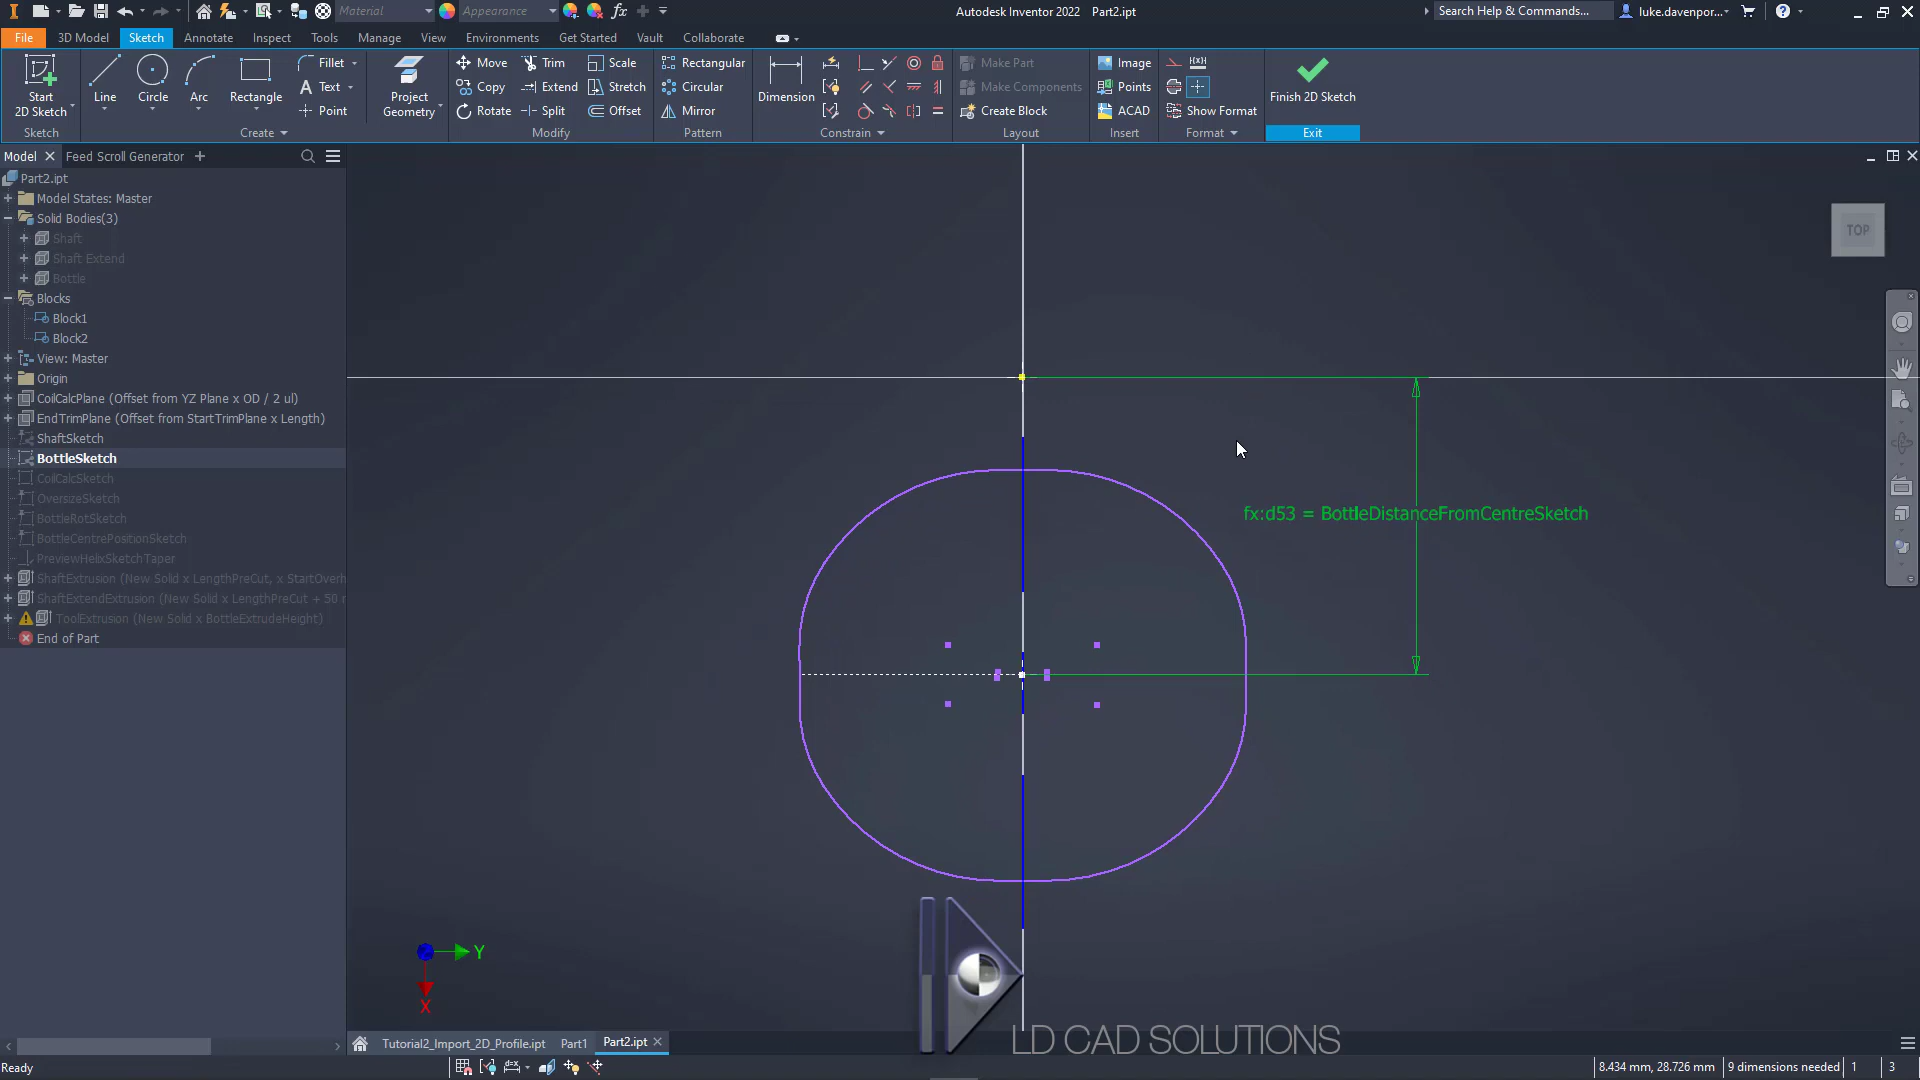 Material
Appearance
Autodesk Inventor 2022 Part2.ipt
Search Help & Commands...
luke.davenpor...
File 3D Model Sketch Annotate Inspect Tools Manage View Environments Get Started Vault Collaborate
Start 2D Sketch
Line
Circle
Arc
Rectangle
Fillet
Text
Point
Project Geometry
Move
Copy
Rotate
Trim
Extend
Split
Scale
Stretch
Offset
Rectangular
Circular
Mirror
Dimension
Make Part
Make Components
Create Block
Image
Points
ACAD
Show Format
Finish 2D Sketch
Sketch Create Modify Pattern Constrain Layout Insert Format Exit
Model Feed Scroll Generator
Part2.ipt
Model States: Master
Solid Bodies(3)
Shaft
Shaft Extend
Bottle
Blocks
Block1
Block2
View: Master
Origin
CoilCalcPlane (Offset from YZ Plane x OD / 2 ul)
EndTrimPlane (Offset from StartTrimPlane x Length)
ShaftSketch
BottleSketch
CoilCalcSketch
OversizeSketch
BottleRotSketch
BottleCentrePositionSketch
PreviewHelixSketchTaper
ShaftExtrusion (New Solid x LengthPreCut, x StartOverh
ShaftExtendExtrusion (New Solid x LengthPreCut + 50 r
ToolExtrusion (New Solid x BottleExtrudeHeight)
End of Part
TOP
fx:d53 = BottleDistanceFromCentreSketch
Y
X
LD CAD SOLUTIONS
Tutorial2_Import_2D_Profile.ipt Part1 Part2.ipt
Ready
8.434 mm, 28.726 mm 9 dimensions needed 1 3